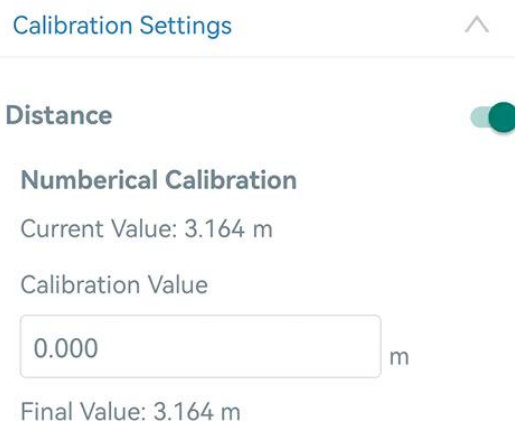 Calibration Settings
Distance
Numberical Calibration
Current Value: 3.164 m
Calibration Value
0.000
m
Final Value: 3.164 m